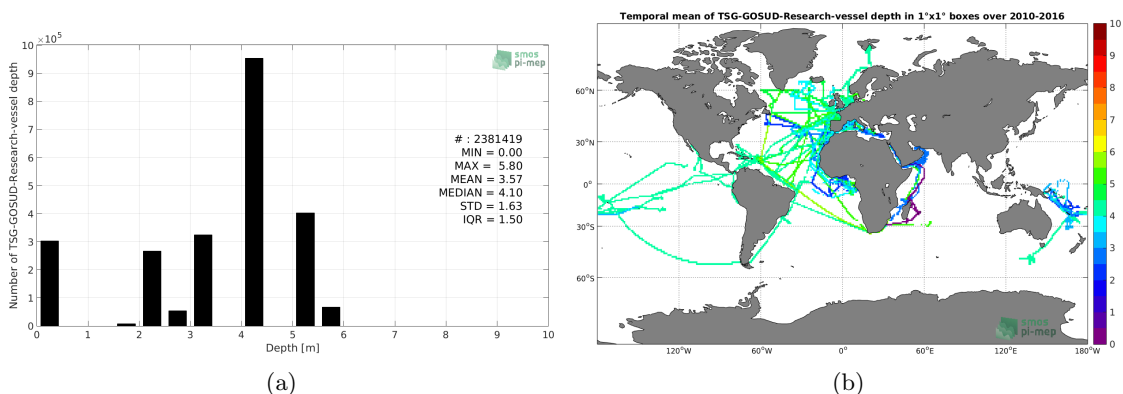 ×10⁵
10
9
8
7
6
5
4
3
2
1
0
Number of TSG-GOSUD-Research-vessel depth
smos
pi-mep
# : 2381419
MIN = 0.00
MAX = 5.80
MEAN = 3.57
MEDIAN = 4.10
STD = 1.63
IQR = 1.50
0 1 2 3 4 5 6 7 8 9 10
Depth [m]
(a)
Temporal mean of TSG-GOSUD-Research-vessel depth in 1°x1° boxes over 2010-2016
60°N
30°N
0°
30°S
60°S
120°W 60°W 0° 60°E 120°E 180°W
smos
pi-mep
10
9
8
7
6
5
4
3
2
1
0
(b)